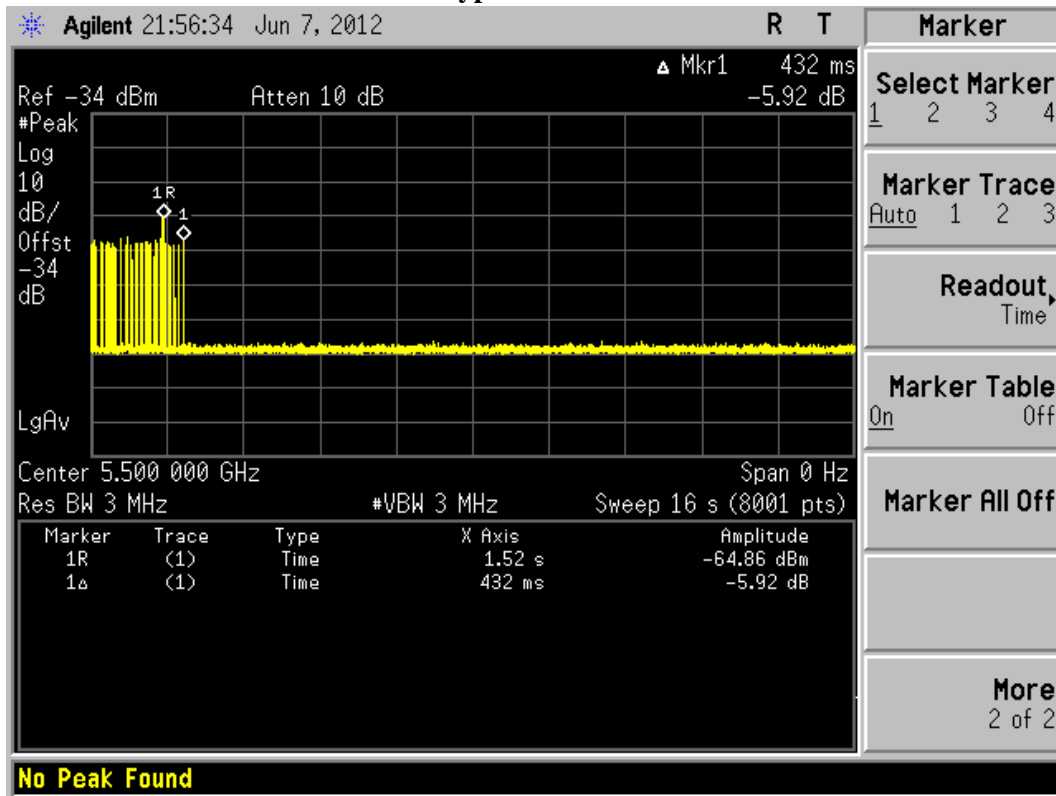 Agilent 21:56:34 Jun 7, 2012 R T Marker
Δ Mkr1 432 ms
Ref -34 dBm Atten 10 dB -5.92 dB
#Peak
Log
10
dB/
Offst
-34
dB
1R
1
LgAv
Center 5.500 000 GHz Span 0 Hz
Res BW 3 MHz #VBW 3 MHz Sweep 16 s (8001 pts)
Marker Trace Type X Axis Amplitude
1R (1) Time 1.52 s -64.86 dBm
1Δ (1) Time 432 ms -5.92 dB
Select Marker
1 2 3 4
Marker Trace
Auto 1 2 3
Readout
Time
Marker Table
On Off
Marker All Off
More
2 of 2
No Peak Found